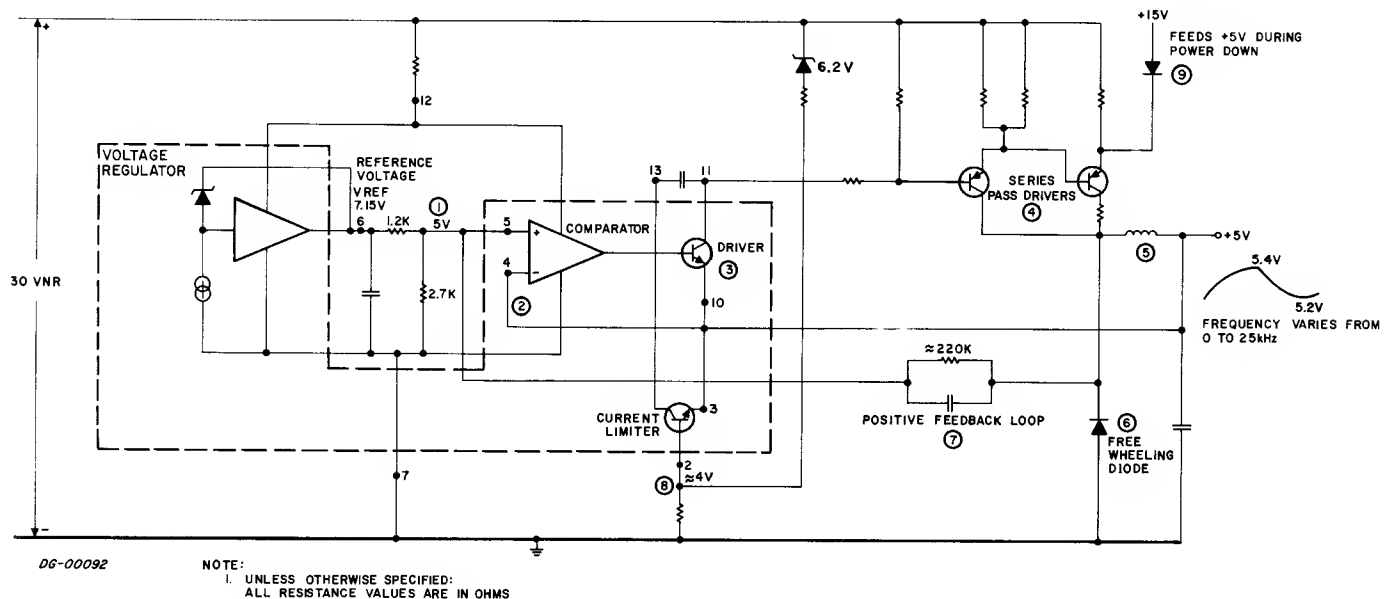 +
+15V
FEEDS +5V DURING
POWER DOWN
⑨
6.2V
12
VOLTAGE
REGULATOR
REFERENCE
VOLTAGE
VREF
7.15V
6
1.2K
①
5V
2.7K
13
11
5
+
COMPARATOR
4
−
②
DRIVER
③
10
SERIES
PASS DRIVERS
④
⑤
+5V
5.4V
5.2V
FREQUENCY VARIES FROM
0 TO 25kHz
30 VNR
≈220K
POSITIVE FEEDBACK LOOP
⑦
CURRENT
LIMITER
3
2
⑧
≈4V
⑥
FREE
WHEELING
DIODE
7
−
DG-00092
NOTE:
1. UNLESS OTHERWISE SPECIFIED:
ALL RESISTANCE VALUES ARE IN OHMS